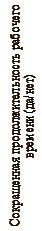 Сокращенная продолжительность рабочего
времени (да/нет)